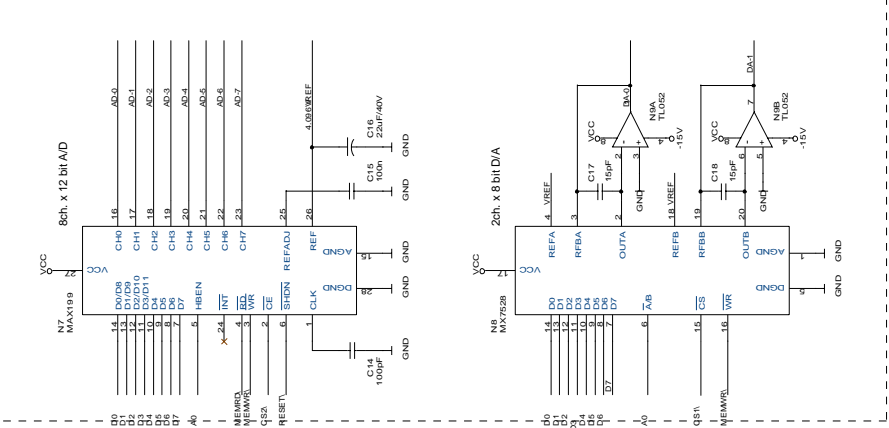 8ch. x 12 bit A/D
AD-0
AD-1
AD-2
AD-3
AD-4
AD-5
AD-6
AD-7
4.096VREF
C16
22uF/40V
C15
100n
GND
GND
16
17
18
19
20
21
22
23
25
26
CH0
CH1
CH2
CH3
CH4
CH5
CH6
CH7
REFADJ
REF
VCC
27
VCC
AGND
15
GND
DGND
28
GND
N7
MAX199
D0/D8
D1/D9
D2/D10
D3/D11
D4
D5
D6
D7
HBEN
INT
RD
WR
CE
SHDN
CLK
14
13
12
11
10
9
8
7
5
24
4
3
2
6
1
C14
100pF
GND
D0
D1
D2
D3
D4
D5
D6
D7
A0
MEMRD\
MEMWR\
CS2\
RESET\
2ch. x 8 bit D/A
DA-0
DA-1
N9A
TL052
N9B
TL052
VCC
8
4
-15V
VCC
8
4
-15V
1
2
3
7
6
5
C17
15pF
C18
15pF
GND
GND
VREF
VREF
4
3
2
18
19
20
REFA
RFBA
OUTA
REFB
RFBB
OUTB
VCC
17
VCC
AGND
1
GND
DGND
5
GND
N8
MX7528
D0
D1
D2
D3
D4
D5
D6
D7
A/B
CS
WR
14
13
12
11
10
9
8
7
6
15
16
D7
D0
D1
D2
D4
D5
D6
A0
CS1\
MEMWR\